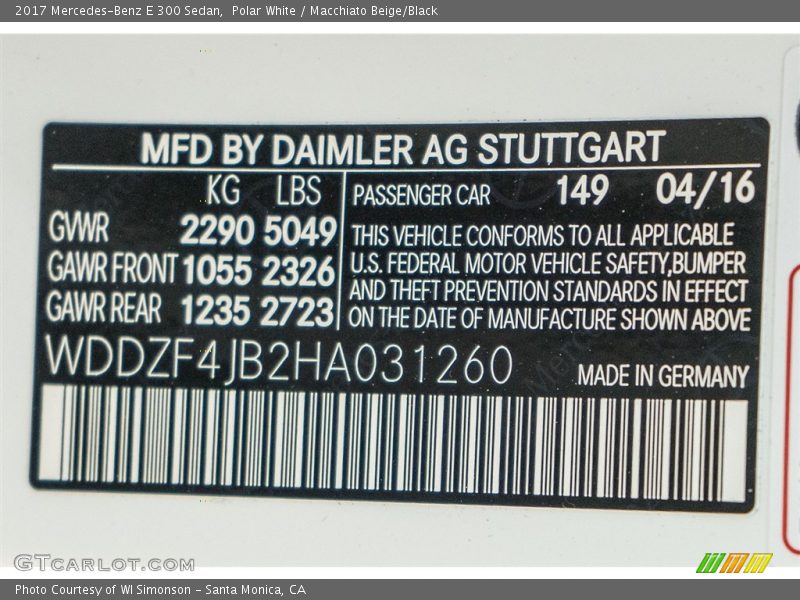 2017 Mercedes-Benz E 300 Sedan, Polar White / Macchiato Beige/Black
MFD BY DAIMLER AG STUTTGART
KG LBS
GVWR 2290 5049
GAWR FRONT 1055 2326
GAWR REAR 1235 2723
PASSENGER CAR 149 04/16
THIS VEHICLE CONFORMS TO ALL APPLICABLE
U.S. FEDERAL MOTOR VEHICLE SAFETY,BUMPER
AND THEFT PREVENTION STANDARDS IN EFFECT
ON THE DATE OF MANUFACTURE SHOWN ABOVE
WDDZF4JB2HA031260
MADE IN GERMANY
GTCarLot.com
Photo Courtesy of WI Simonson - Santa Monica, CA